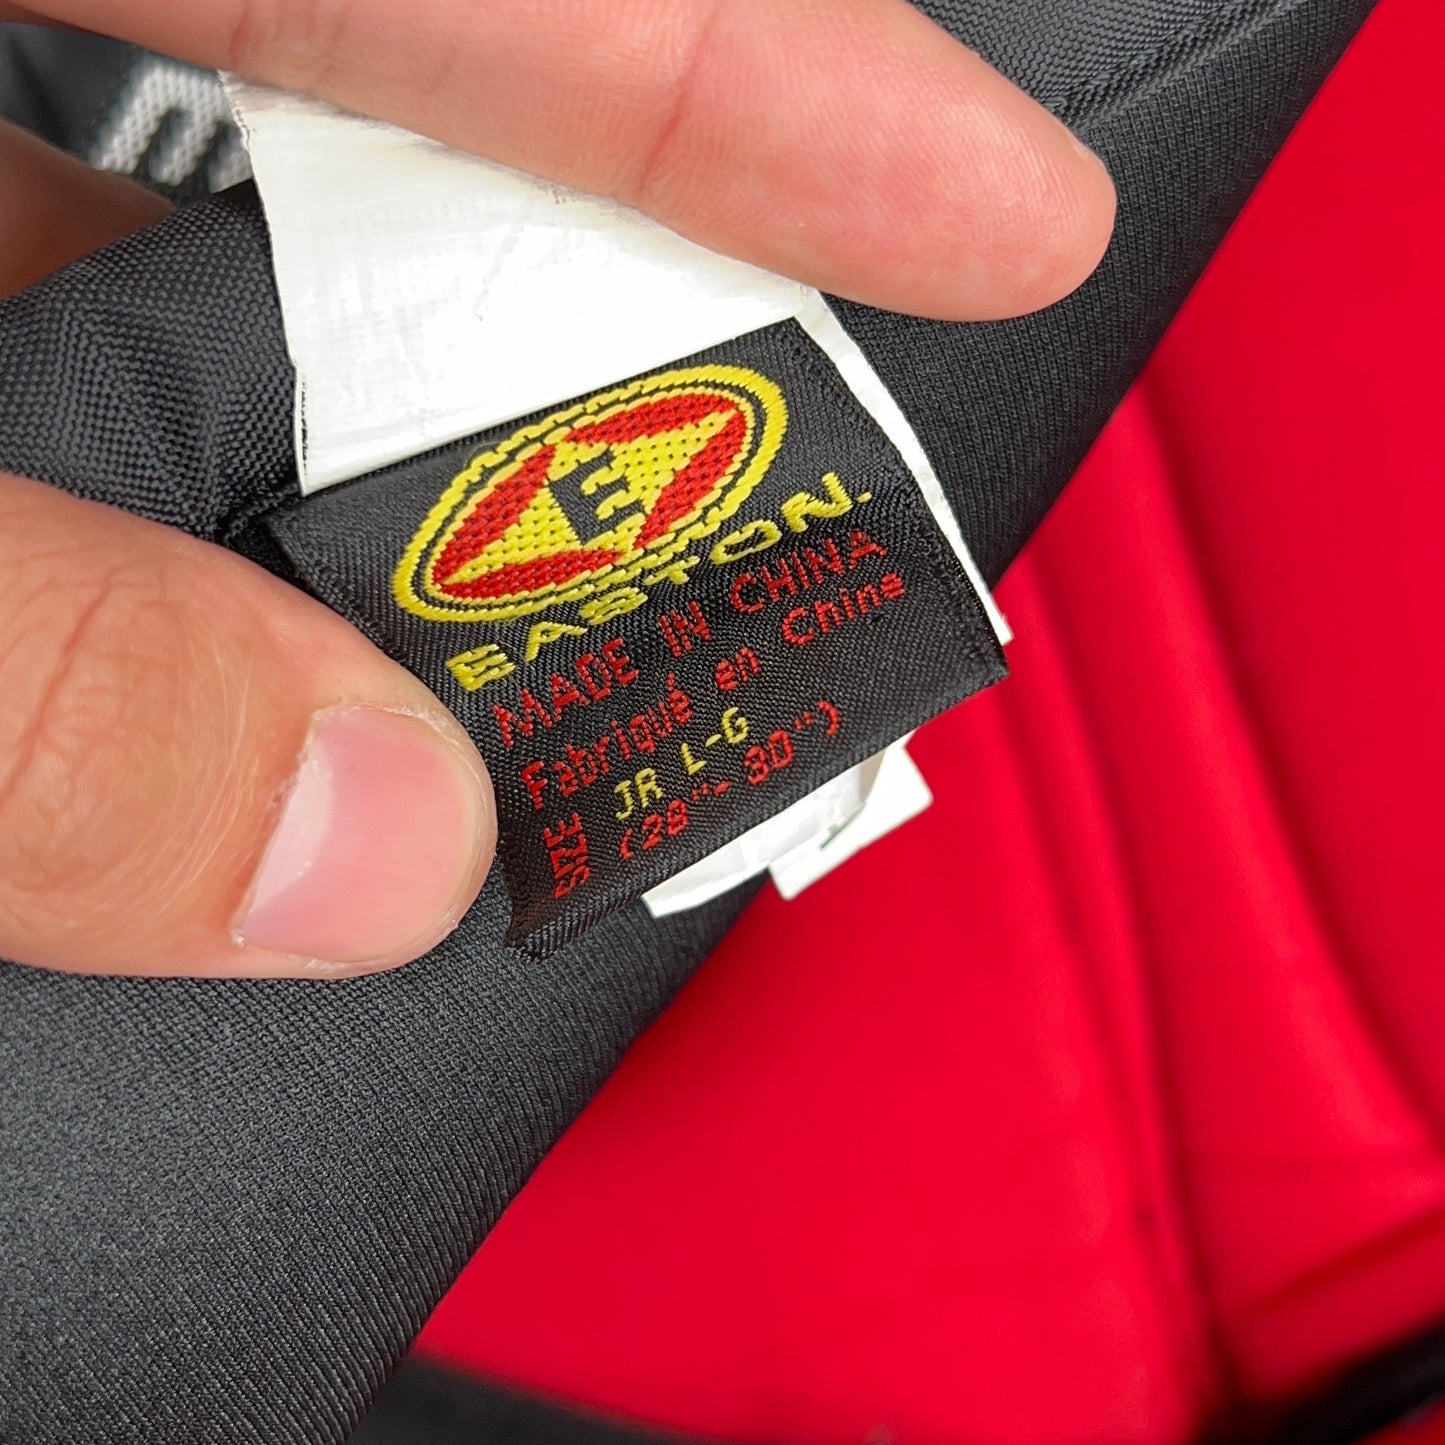 E
EASTON.
MADE IN CHINA
Fabriqué en Chine
SIZE JR L-G
(28"-30")